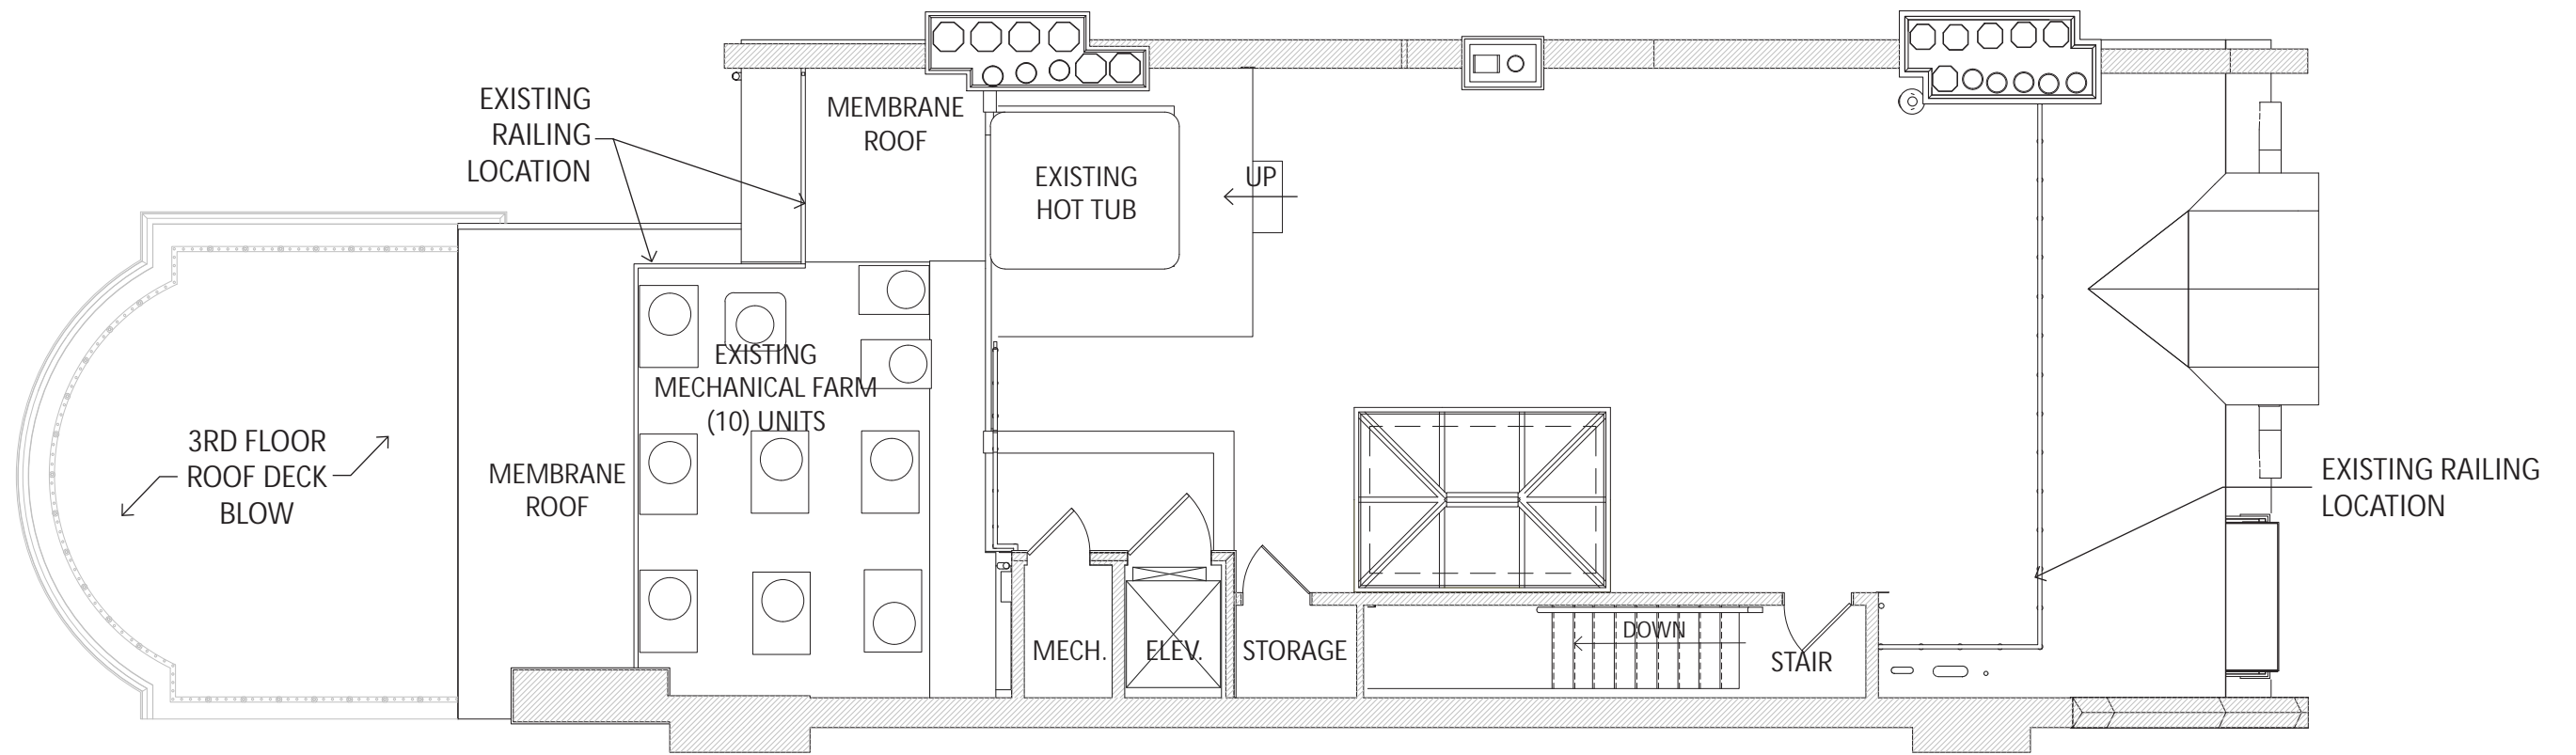 EXISTING
RAILING
LOCATION
MEMBRANE
ROOF
EXISTING
HOT TUB
UP
EXISTING
MECHANICAL FARM
(10) UNITS
3RD FLOOR
ROOF DECK
BLOW
MEMBRANE
ROOF
EXISTING RAILING
LOCATION
MECH.
ELEV.
STORAGE
DOWN
STAIR